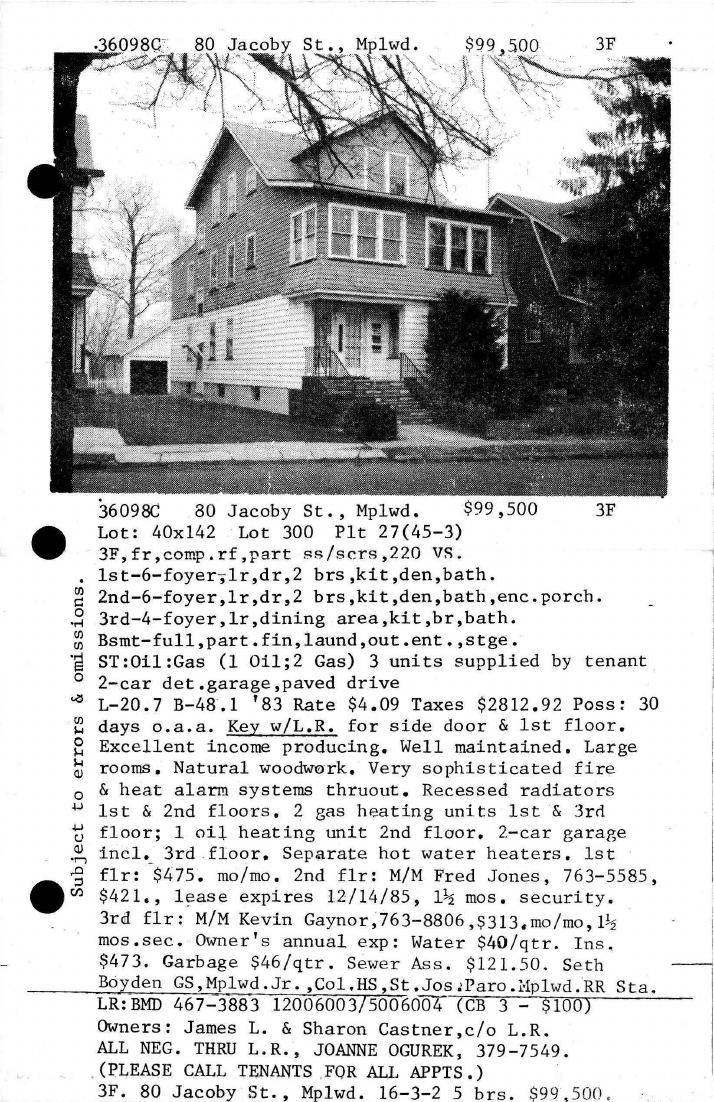 36098C 80 Jacoby St., Mplwd. $99,500 3F
36098C 80 Jacoby St., Mplwd. $99,500 3F
Lot: 40x142 Lot 300 Plt 27(45-3)
3F,fr,comp.rf,part ss/scrs,220 VS.
1st-6-foyer,lr,dr,2 brs,kit,den,bath.
2nd-6-foyer,lr,dr,2 brs,kit,den,bath,enc.porch.
3rd-4-foyer,lr,dining area,kit,br,bath.
Bsmt-full,part.fin,laund,out.ent.,stge.
ST:Oil:Gas (1 Oil;2 Gas) 3 units supplied by tenant
2-car det.garage,paved drive
L-20.7 B-48.1 '83 Rate $4.09 Taxes $2812.92 Poss: 30
days o.a.a. Key w/L.R. for side door & 1st floor.
Excellent income producing. Well maintained. Large
rooms. Natural woodwork. Very sophisticated fire
& heat alarm systems thruout. Recessed radiators
1st & 2nd floors. 2 gas heating units 1st & 3rd
floor; 1 oil heating unit 2nd floor. 2-car garage
incl. 3rd floor. Separate hot water heaters. 1st
flr: $475. mo/mo. 2nd flr: M/M Fred Jones, 763-5585,
$421., lease expires 12/14/85, 1½ mos. security.
3rd flr: M/M Kevin Gaynor,763-8806,$313.mo/mo,1½
mos.sec. Owner's annual exp: Water $40/qtr. Ins.
$473. Garbage $46/qtr. Sewer Ass. $121.50. Seth
Boyden GS,Mplwd.Jr.,Col.HS,St.Jos.Paro.Mplwd.RR Sta.
LR:BMD 467-3883 12006003/5006004 (CB 3 - $100)
Owners: James L. & Sharon Castner,c/o L.R.
ALL NEG. THRU L.R., JOANNE OGUREK, 379-7549.
(PLEASE CALL TENANTS FOR ALL APPTS.)
3F. 80 Jacoby St., Mplwd. 16-3-2 5 brs. $99,500.
Subject to errors & omissions.